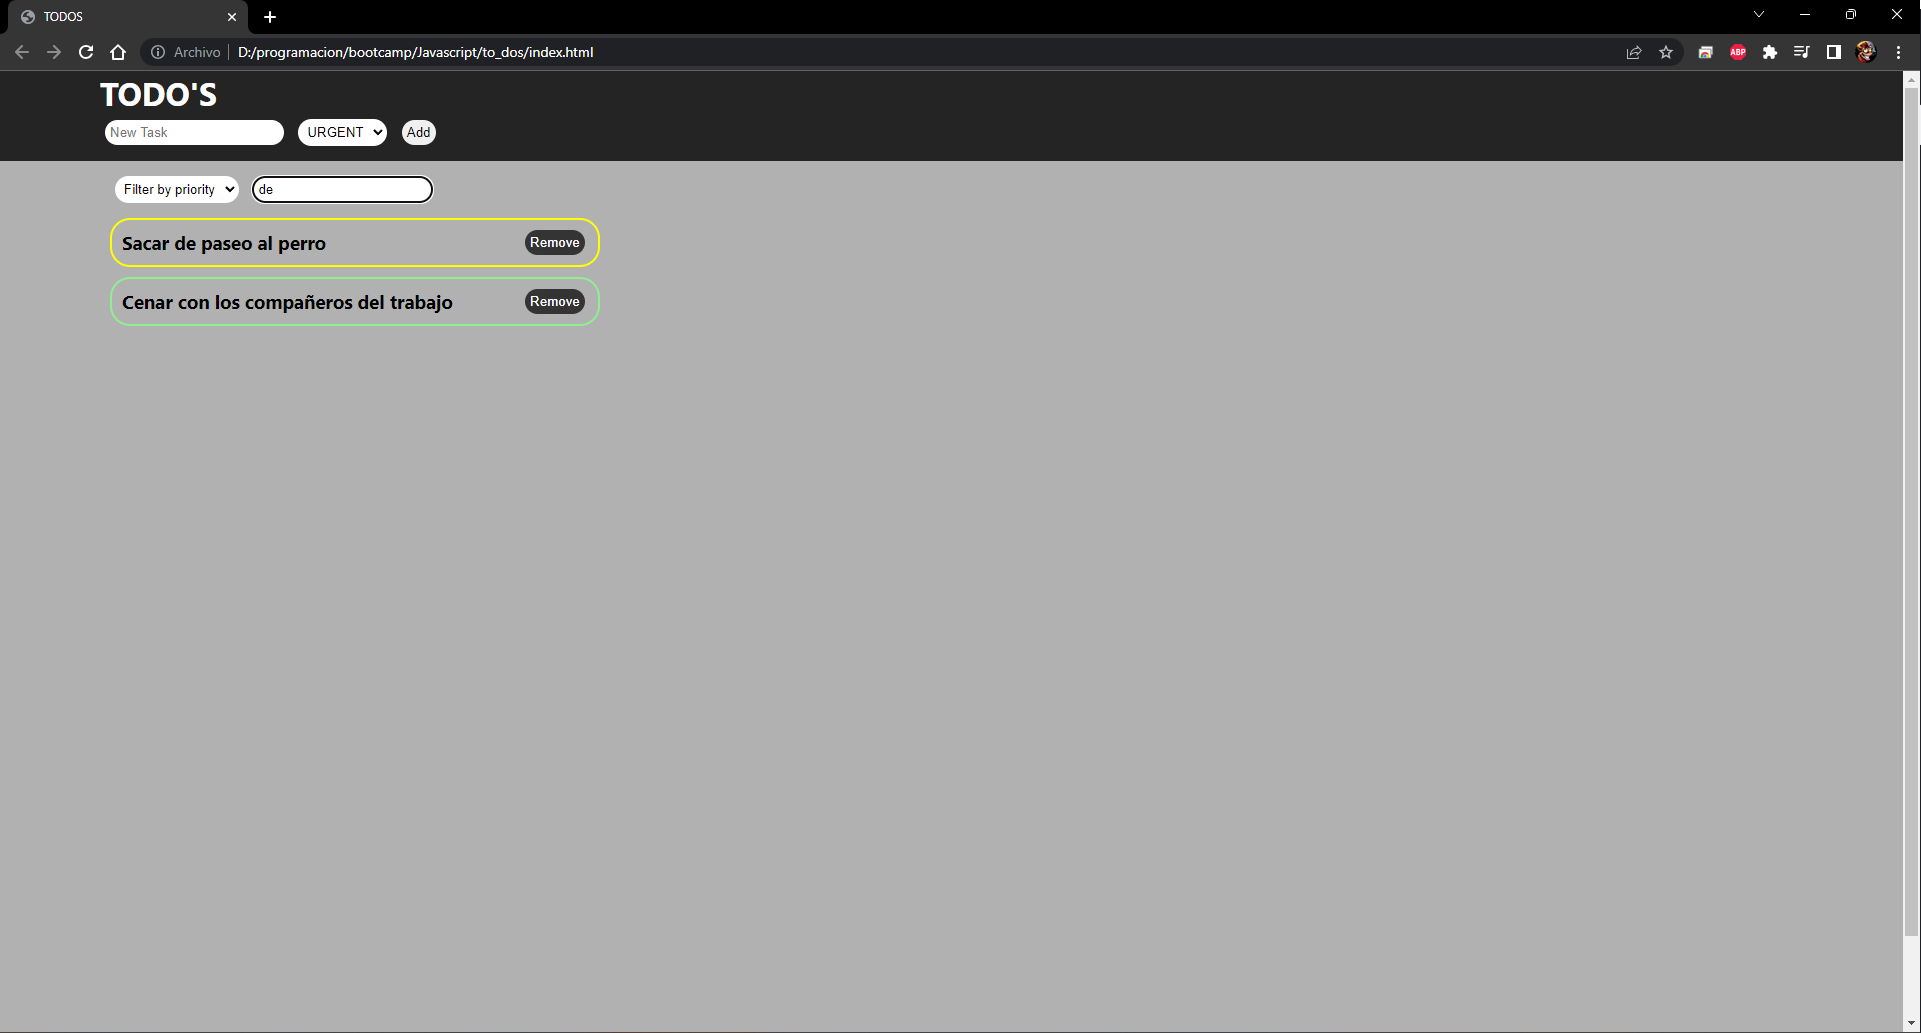 TODOS
Archivo D:/programacion/bootcamp/Javascript/to_dos/index.html
ABP
TODO'S
New Task URGENT Add
Filter by priority de
Sacar de paseo al perro Remove
Cenar con los compañeros del trabajo Remove